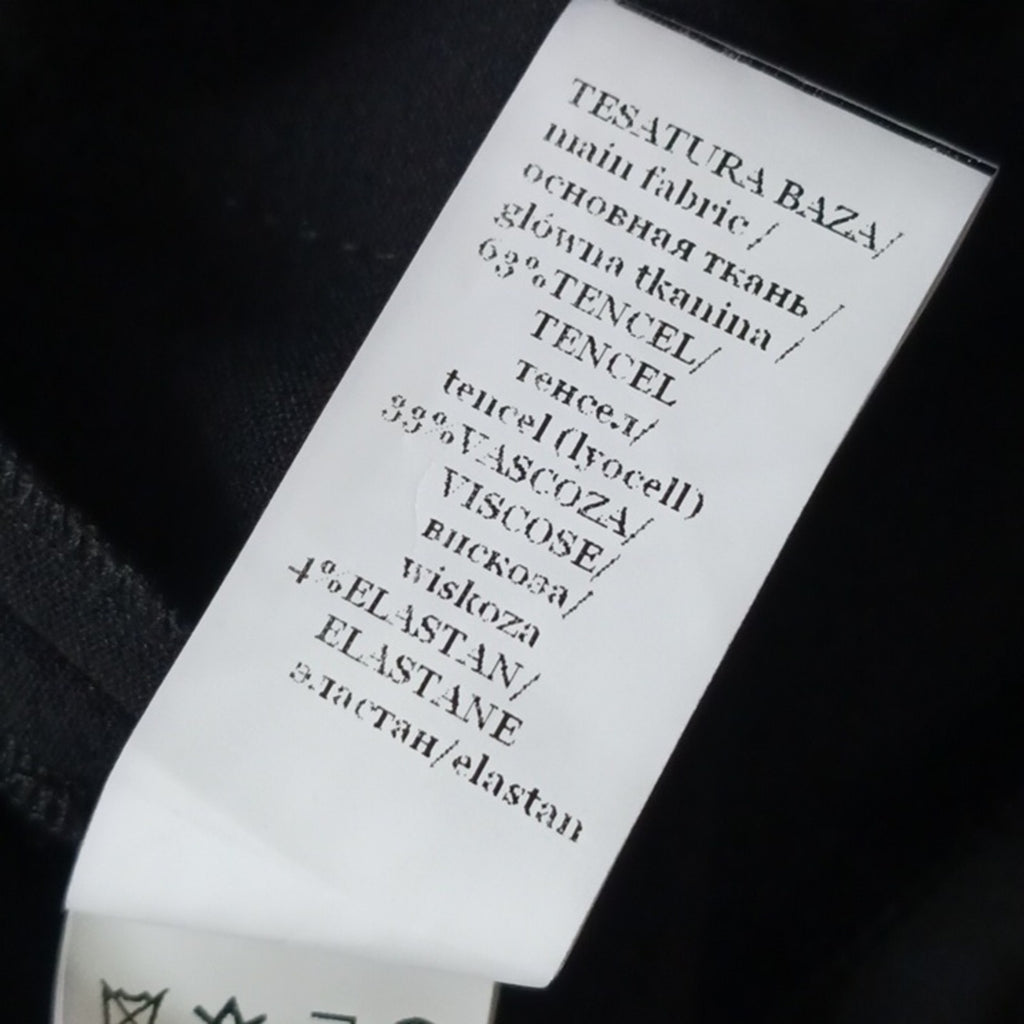 TESATURA BAZA/
main fabric /
основная ткань /
główna tkanina /
63%TENCEL/
TENCEL
тенсел/
tencel (lyocell)
33%VASCOZA/
VISCOSE/
вискоза/
wiskoza
4%ELASTAN/
ELASTANE
эластан/elastan